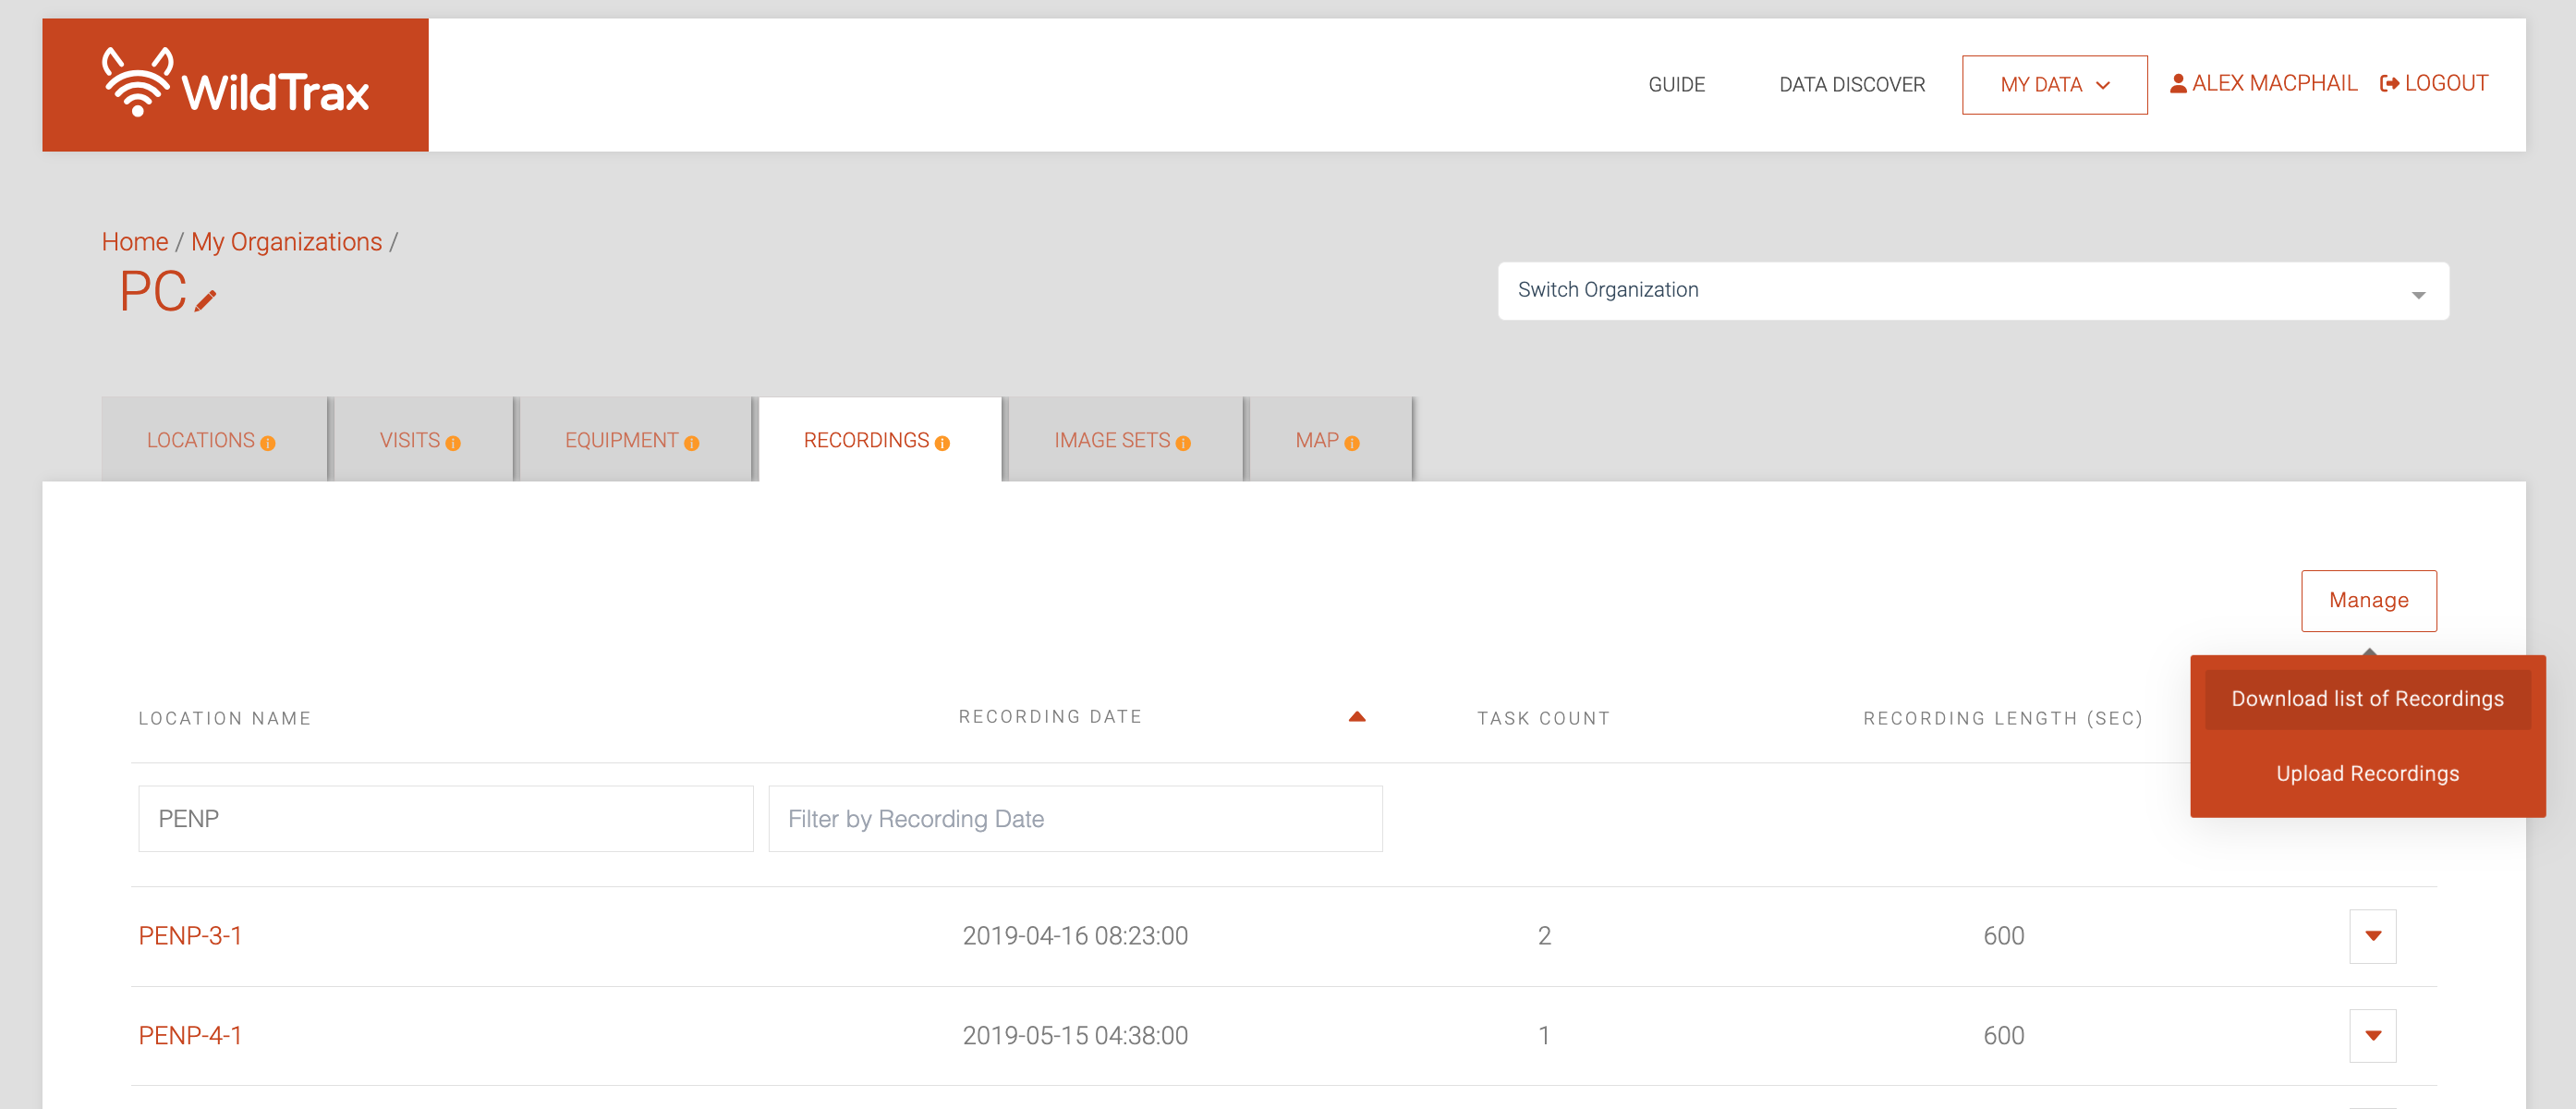 WildTrax
GUIDE
DATA DISCOVER
MY DATA
ALEX MACPHAIL
LOGOUT
Home / My Organizations /
PC
Switch Organization
LOCATIONS
VISITS
EQUIPMENT
RECORDINGS
IMAGE SETS
MAP
Manage
Download list of Recordings
Upload Recordings
LOCATION NAME
RECORDING DATE
TASK COUNT
RECORDING LENGTH (SEC)
PENP
Filter by Recording Date
PENP-3-1
2019-04-16 08:23:00
2
600
PENP-4-1
2019-05-15 04:38:00
1
600